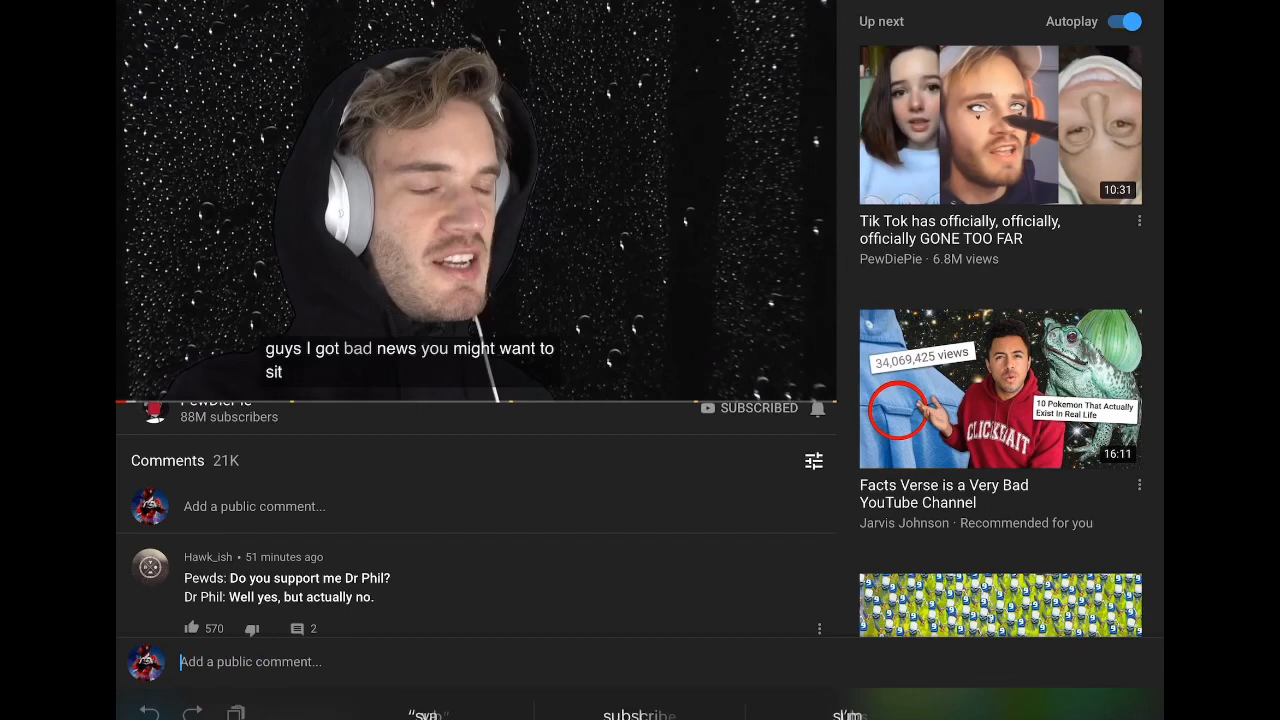 guys I got bad news you might want to
sit
PewDiePie
88M subscribers
SUBSCRIBED
Comments 21K
Add a public comment...
Hawk_ish • 51 minutes ago
Pewds: Do you support me Dr Phil?
Dr Phil: Well yes, but actually no.
570
2
Add a public comment...
Up next
Autoplay
10:31
Tik Tok has officially, officially,
officially GONE TOO FAR
PewDiePie · 6.8M views
34,069,425 views
10 Pokemon That Actually
Exist In Real Life
CLICKBAIT
16:11
Facts Verse is a Very Bad
YouTube Channel
Jarvis Johnson · Recommended for you